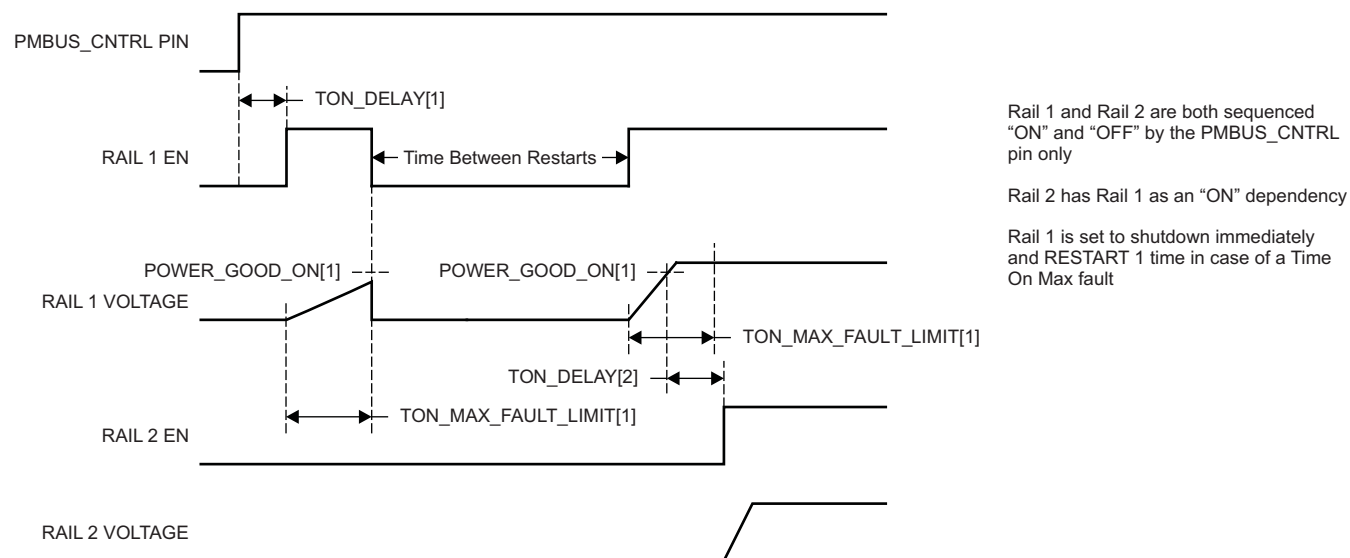 PMBUS_CNTRL PIN
TON_DELAY[1]
RAIL 1 EN
Time Between Restarts
POWER_GOOD_ON[1]
POWER_GOOD_ON[1]
RAIL 1 VOLTAGE
TON_MAX_FAULT_LIMIT[1]
TON_DELAY[2]
TON_MAX_FAULT_LIMIT[1]
RAIL 2 EN
RAIL 2 VOLTAGE
Rail 1 and Rail 2 are both sequenced
“ON” and “OFF” by the PMBUS_CNTRL
pin only
Rail 2 has Rail 1 as an “ON” dependency
Rail 1 is set to shutdown immediately
and RESTART 1 time in case of a Time
On Max fault